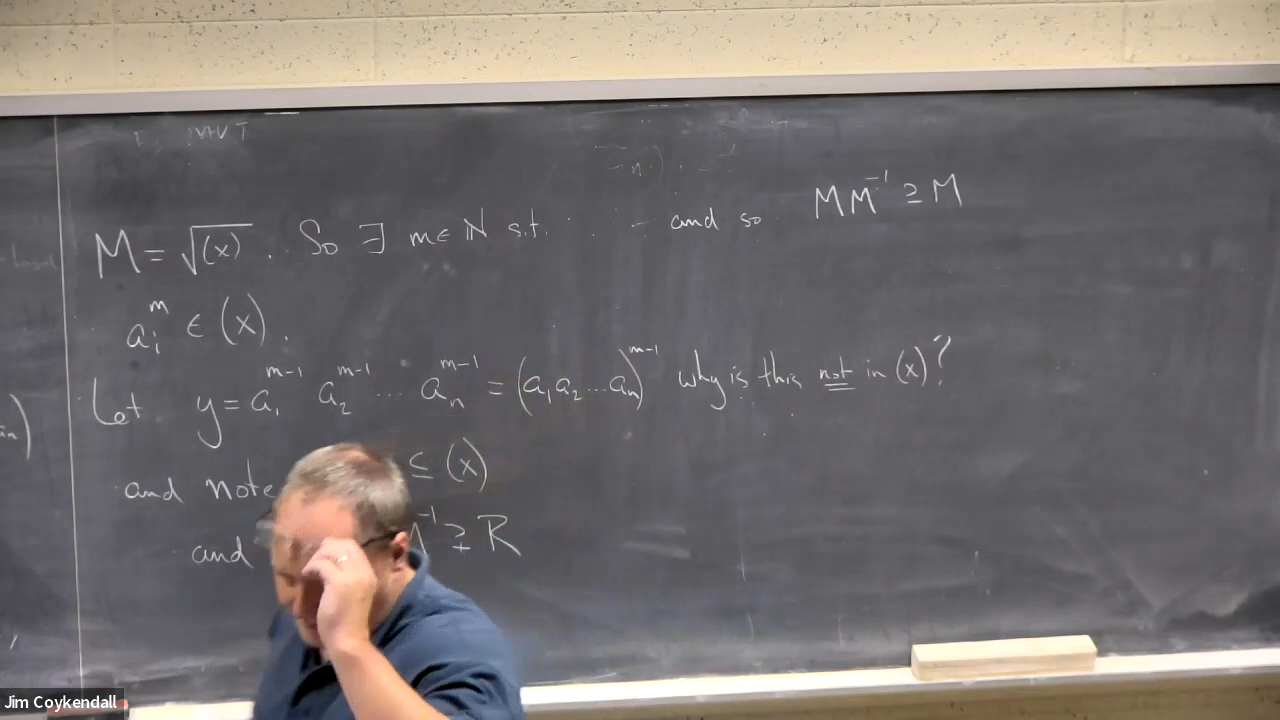 M = √(x) . So ∃ m ∈ ℕ s.t. and so MM⁻¹ ⊇ M
aᵢᵐ ∈ (x).
Let y = a₁ᵐ⁻¹ a₂ᵐ⁻¹ ... aₙᵐ⁻¹ = (a₁a₂...aₙ)ᵐ⁻¹ why is this not in (x)?
and note ⊆ (x)
and ⁻¹ ⊋ R
Jim Coykendall